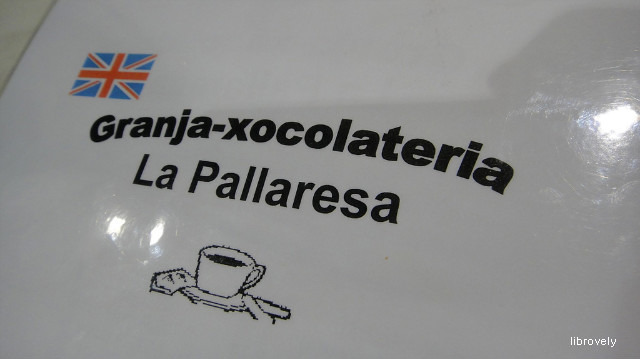 Granja-xocolateria
La Pallaresa
librovely